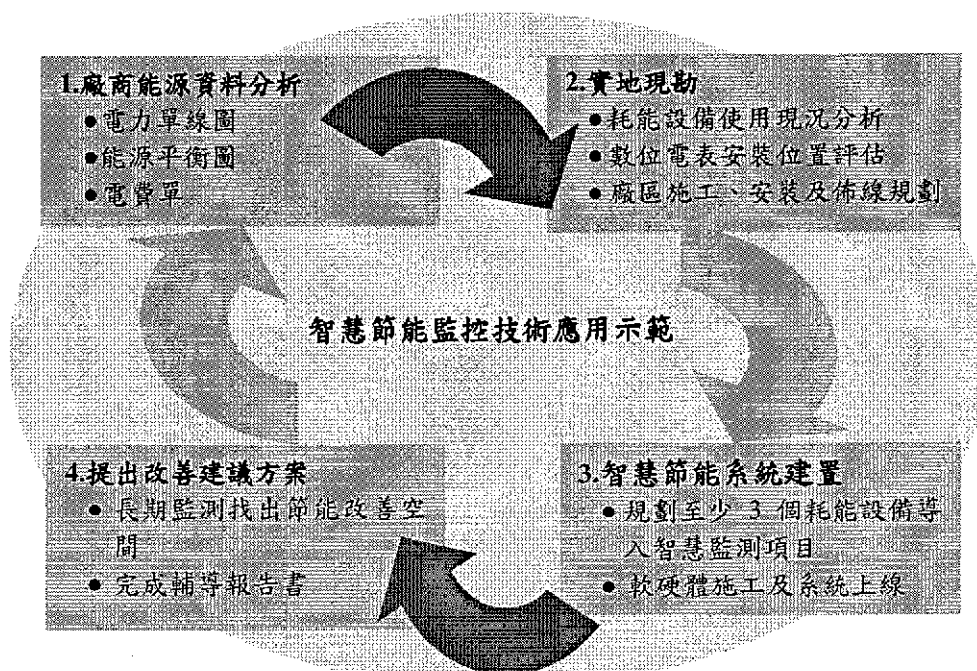 1.廠商能源資料分析
●電力單線圖
●能源平衡圖
●電費單
2.實地現勘
●耗能設備使用現況分析
●數位電表安裝位置評估
●廠區施工、安裝及佈線規劃
智慧節能監控技術應用示範
4.提出改善建議方案
●長期監測找出節能改善空
間
●完成輔導報告書
3.智慧節能系統建置
●規劃至少 3 個耗能設備導
入智慧監測項目
●軟硬體施工及系統上線